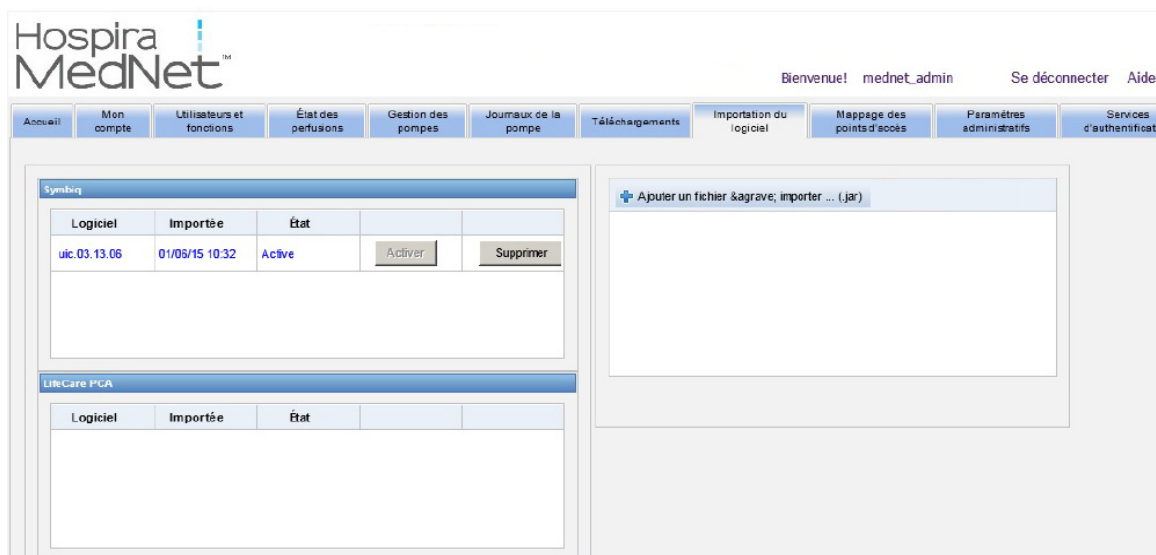 Hospira
MedNet™
Bienvenue! mednet_admin Se déconnecter Aide
Accueil
Mon
compte
Utilisateurs et
fonctions
État des
perfusions
Gestion des
pompes
Journaux de la
pompe
Téléchargements
Importation du
logiciel
Mappage des
points d'accès
Paramètres
administratifs
Services
d'authentificat
Symbiq
Logiciel Importée État
uic.03.13.06 01/06/15 10:32 Active Activer Supprimer
LifeCare PCA
Logiciel Importée État
Ajouter un fichier &agrave; importer ... (.jar)